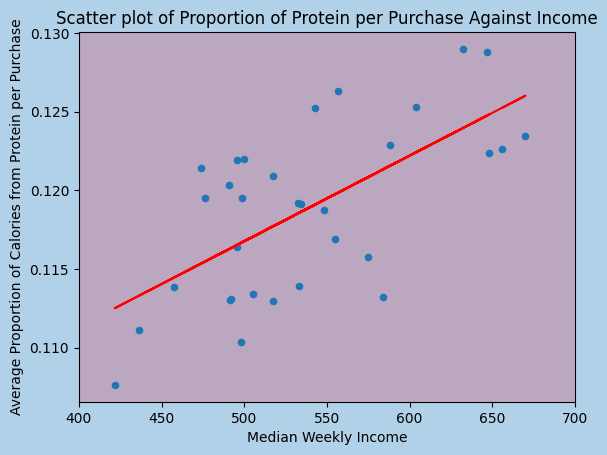 Scatter plot of Proportion of Protein per Purchase Against Income
Average Proportion of Calories from Protein per Purchase
0.130
0.125
0.120
0.115
0.110
400 450 500 550 600 650 700
Median Weekly Income